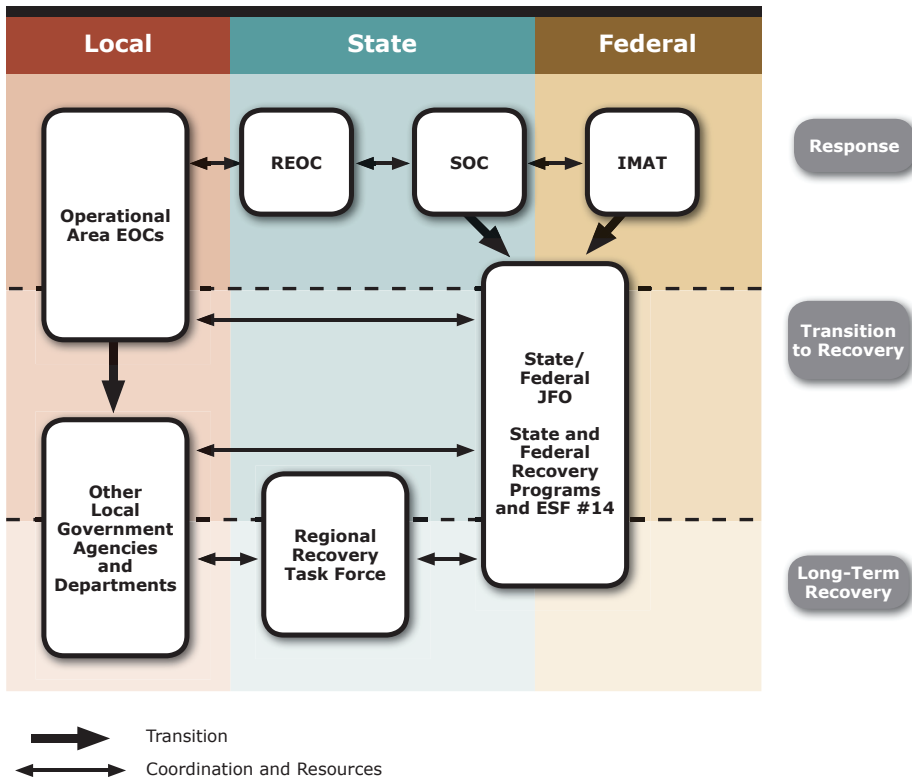 Local
State
Federal
Operational
Area EOCs
REOC
SOC
IMAT
Response
State/
Federal
JFO
State and
Federal
Recovery
Programs
and ESF #14
Transition
to Recovery
Other
Local
Government
Agencies
and
Departments
Regional
Recovery
Task Force
Long-Term
Recovery
Transition
Coordination and Resources